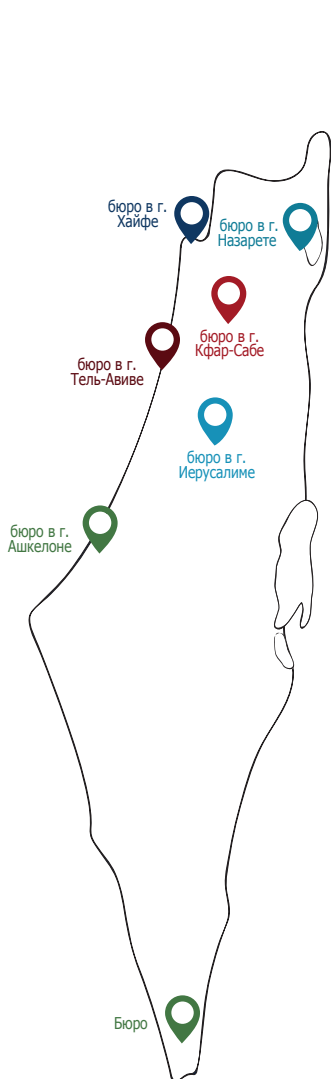 бюро в г.
Хайфе
бюро в г.
Назарете
бюро в г.
Кфар-Сабе
бюро в г.
Тель-Авиве
бюро в г.
Иерусалиме
бюро в г.
Ашкелоне
Бюро